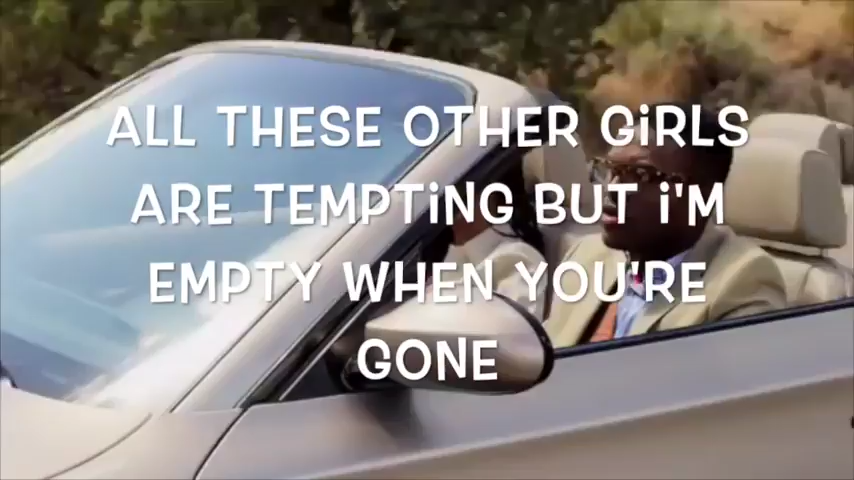 ALL THESE OTHER GiRLS
ARE TEMPTiNG BUT i'M
EMPTY WHEN YOU'RE
GONE